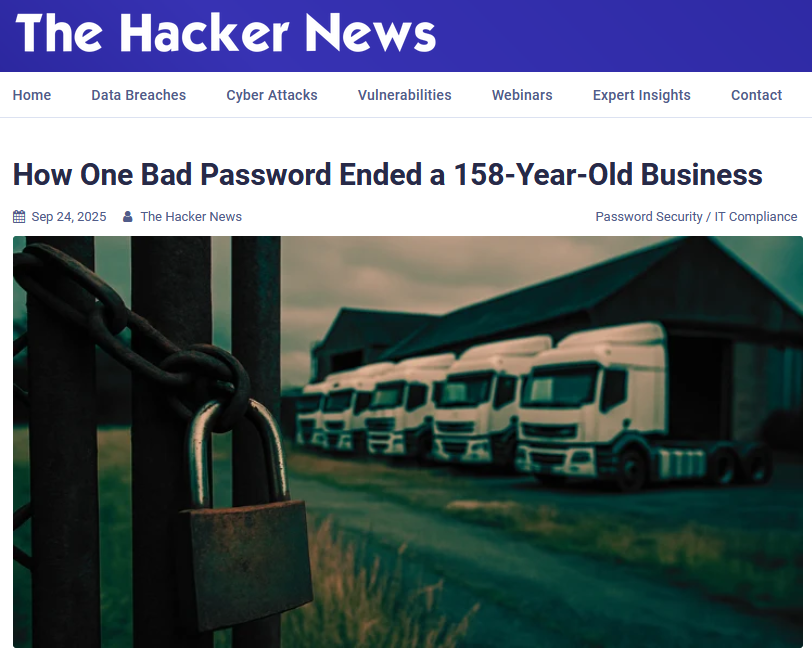 The Hacker News
Home Data Breaches Cyber Attacks Vulnerabilities Webinars Expert Insights Contact
How One Bad Password Ended a 158-Year-Old Business
Sep 24, 2025 The Hacker News Password Security / IT Compliance